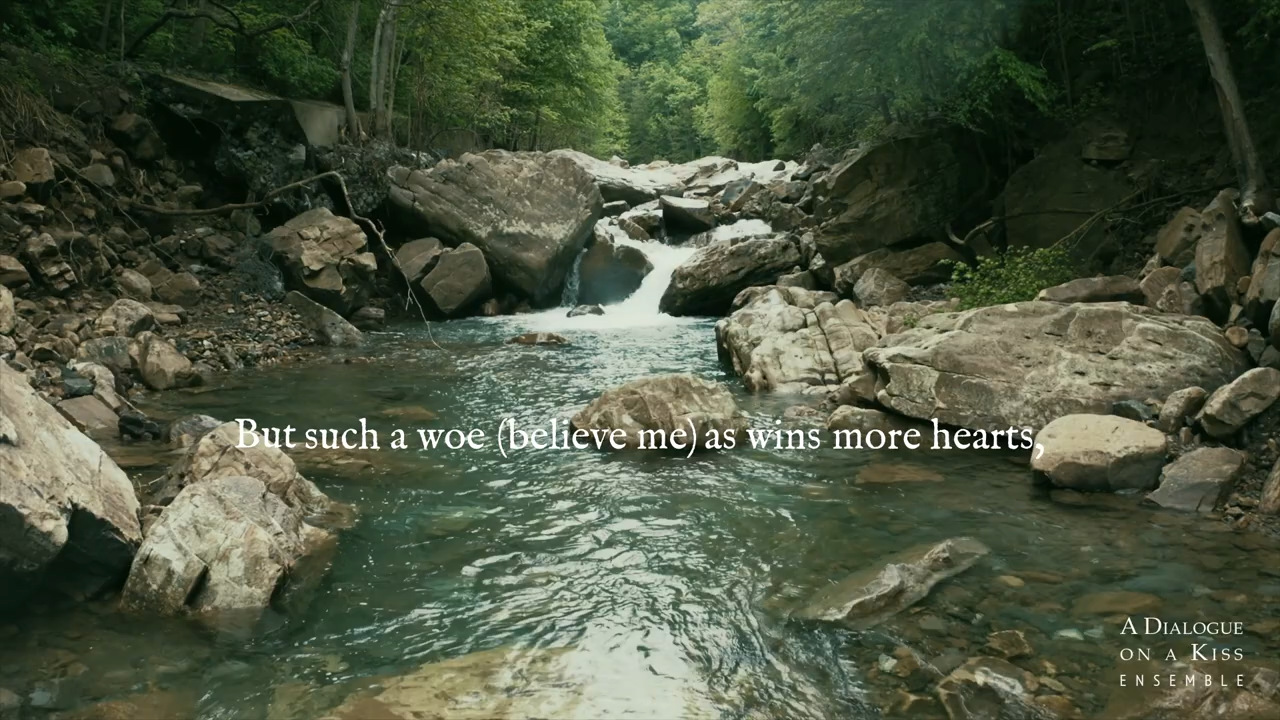 But such a woe (believe me) as wins more hearts,
A DIALOGUE
ON A KISS
ENSEMBLE